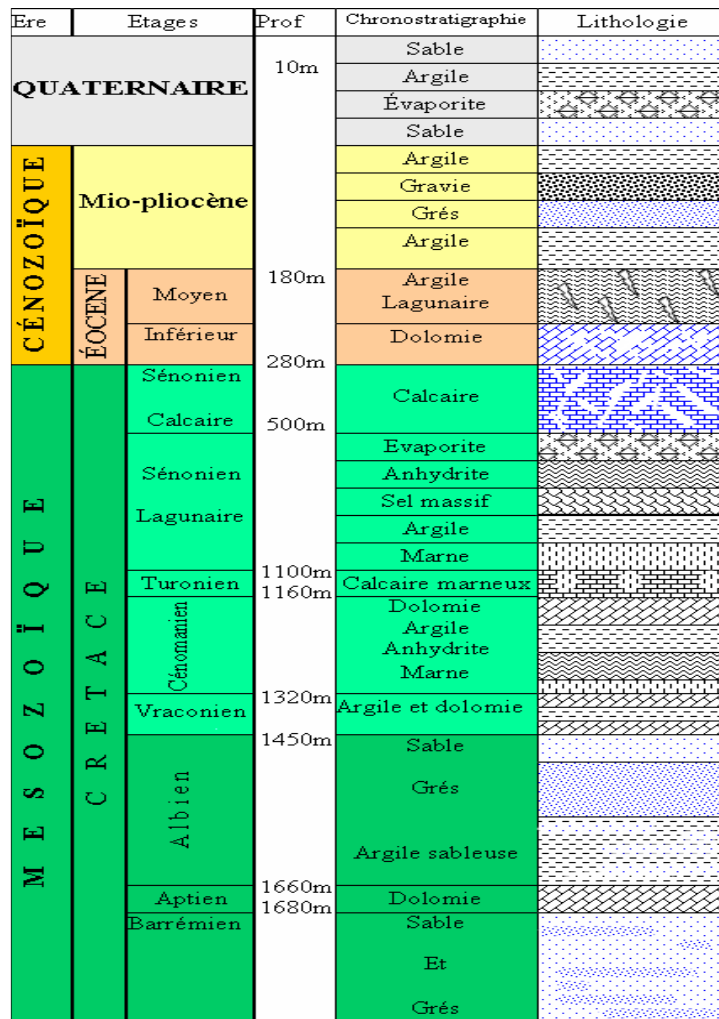 Ere Etages Prof Chronostratigraphie Lithologie
Sable
10m
QUATERNAIRE
Argile
Évaporite
Sable
CÉNOZOÏQUE
Mio-pliocène
Argile
Gravie
Grés
Argile
ÉOCENE
Moyen
180m
Argile
Lagunaire
Inférieur
Dolomie
280m
MESOZOÏQUE
CRETACE
Sénonien
Calcaire
Calcaire
500m
Sénonien
Lagunaire
Evaporite
Anhydrite
Sel massif
Argile
Marne
1100m
Turonien
Calcaire marneux
1160m
Cénomanien
Dolomie
Argile
Anhydrite
Marne
1320m
Vraconien
Argile et dolomie
1450m
Albien
Sable
Grés
Argile sableuse
1660m
Aptien
Dolomie
1680m
Barrémien
Sable
Et
Grés